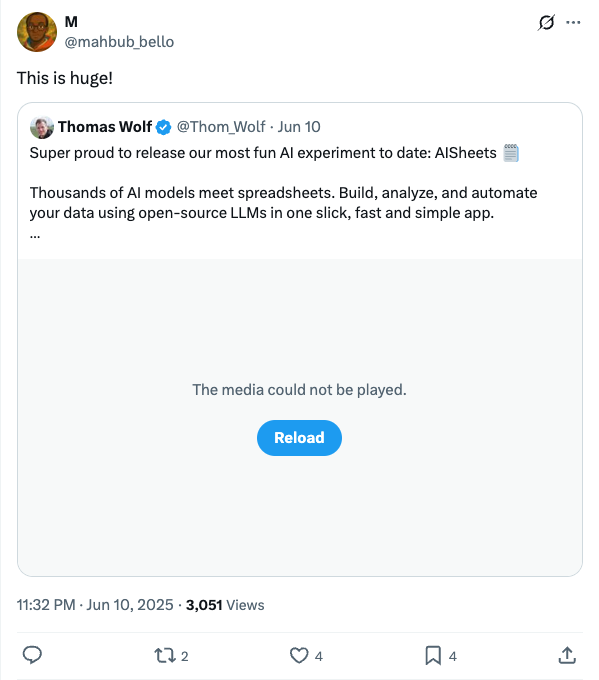 M
@mahbub_bello
This is huge!
Thomas Wolf @Thom_Wolf · Jun 10
Super proud to release our most fun AI experiment to date: AISheets
Thousands of AI models meet spreadsheets. Build, analyze, and automate
your data using open-source LLMs in one slick, fast and simple app.
...
The media could not be played.
Reload
11:32 PM · Jun 10, 2025 · 3,051 Views
2 4 4